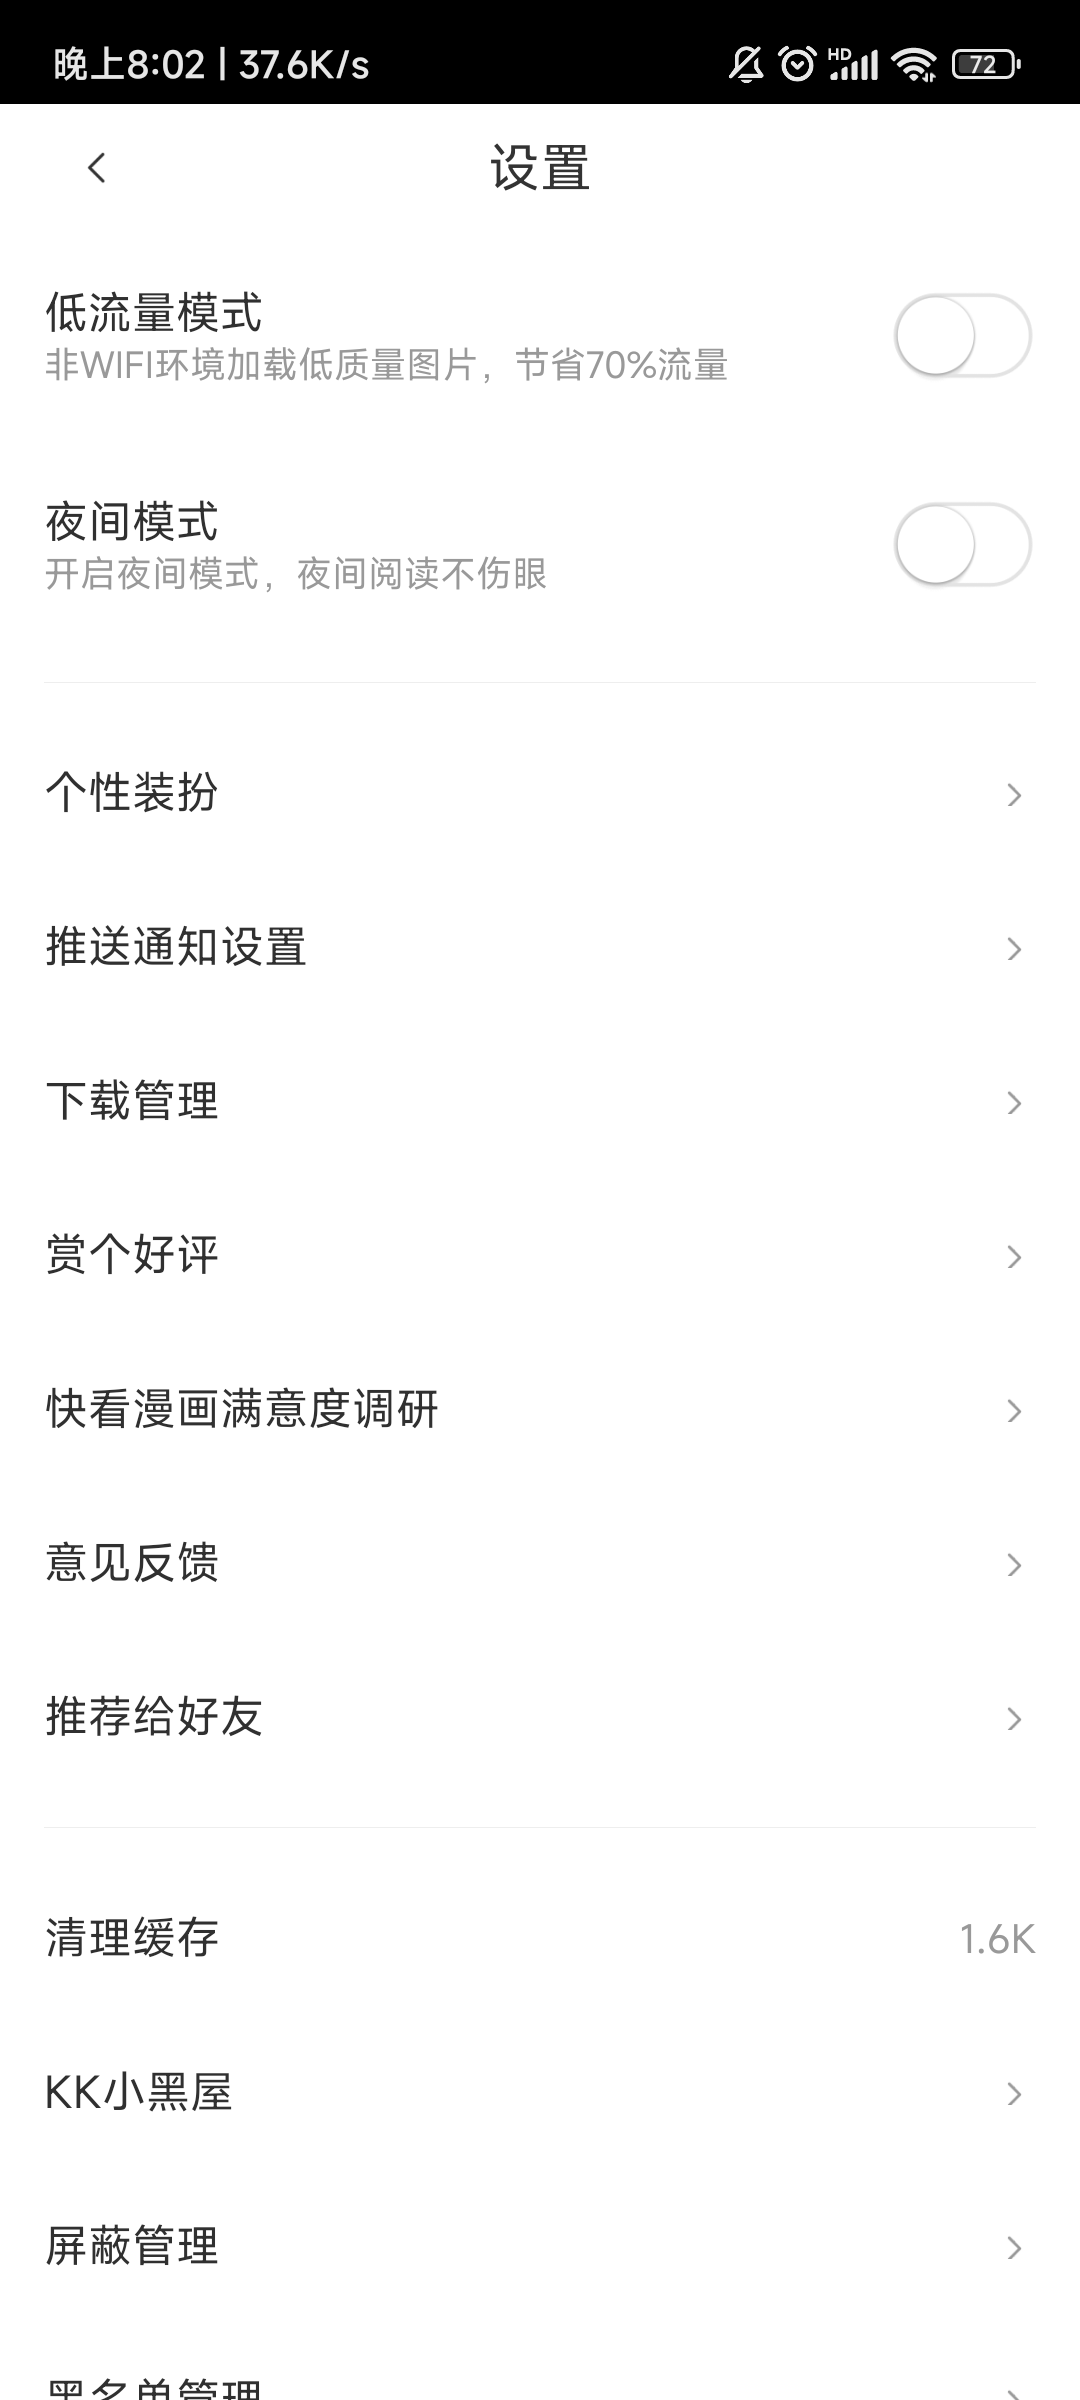 晚上8:02 | 37.6K/s
HD
72
设置
低流量模式
非WIFI环境加载低质量图片，节省70%流量
夜间模式
开启夜间模式，夜间阅读不伤眼
个性装扮
推送通知设置
下载管理
赏个好评
快看漫画满意度调研
意见反馈
推荐给好友
清理缓存
1.6K
KK小黑屋
屏蔽管理
黑名单管理